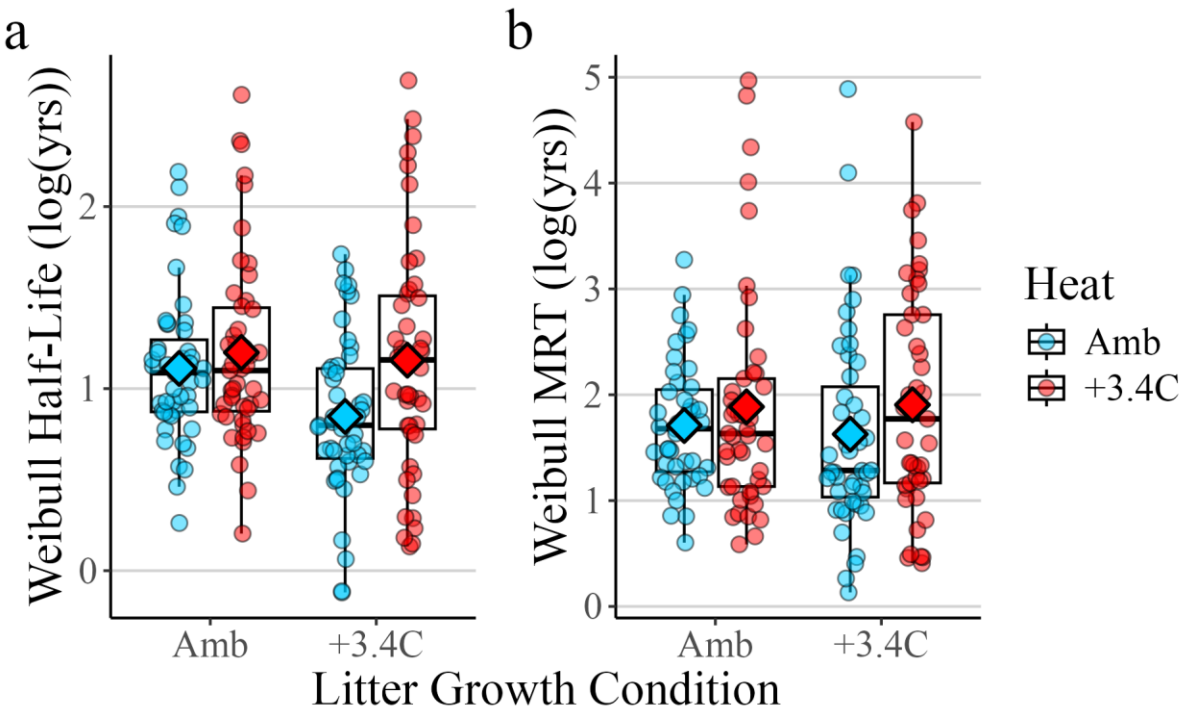 a
Weibull Half-Life (log(yrs))
2
1
0
Amb
+3.4C
b
Weibull MRT (log(yrs))
5
4
3
2
1
0
Amb
+3.4C
Litter Growth Condition
Heat
Amb
+3.4C